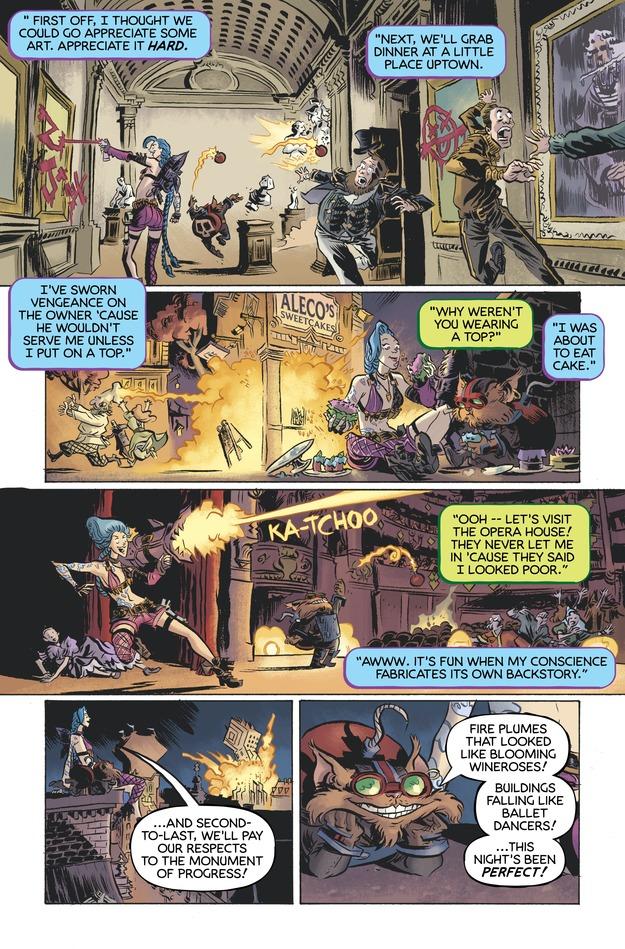 " FIRST OFF, I THOUGHT WE
COULD GO APPRECIATE SOME
ART. APPRECIATE IT HARD.
"NEXT, WE'LL GRAB
DINNER AT A LITTLE
PLACE UPTOWN.
I'VE SWORN
VENGEANCE ON
THE OWNER 'CAUSE
HE WOULDN'T
SERVE ME UNLESS
I PUT ON A TOP."
ALECO'S
SWEETCAKES
"WHY WEREN'T
YOU WEARING
A TOP?"
"I WAS
ABOUT
TO EAT
CAKE."
KA-TCHOO
"OOH -- LET'S VISIT
THE OPERA HOUSE!
THEY NEVER LET ME
IN 'CAUSE THEY SAID
I LOOKED POOR."
"AWWW. IT'S FUN WHEN MY CONSCIENCE
FABRICATES ITS OWN BACKSTORY."
...AND SECOND-
TO-LAST, WE'LL PAY
OUR RESPECTS
TO THE MONUMENT
OF PROGRESS!
FIRE PLUMES
THAT LOOKED
LIKE BLOOMING
WINEROSES!
BUILDINGS
FALLING LIKE
BALLET
DANCERS!
...THIS
NIGHT'S BEEN
PERFECT!